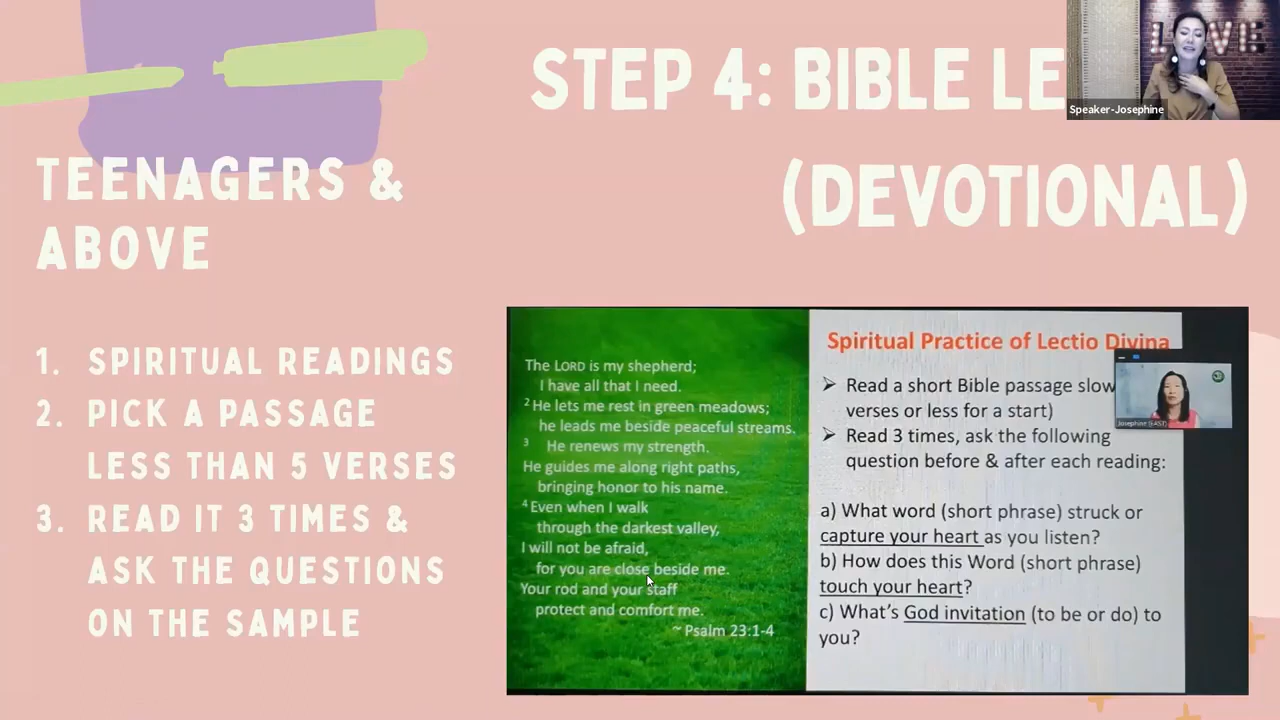 STEP 4: BIBLE LE
(DEVOTIONAL)
LOVE
Speaker-Josephine
TEENAGERS &
ABOVE
1. SPIRITUAL READINGS
2. PICK A PASSAGE
LESS THAN 5 VERSES
3. READ IT 3 TIMES &
ASK THE QUESTIONS
ON THE SAMPLE
The LORD is my shepherd;
I have all that I need.
2 He lets me rest in green meadows;
he leads me beside peaceful streams.
3 He renews my strength.
He guides me along right paths,
bringing honor to his name.
4 Even when I walk
through the darkest valley,
I will not be afraid,
for you are close beside me.
Your rod and your staff
protect and comfort me.
~ Psalm 23:1-4
Spiritual Practice of Lectio Divina
➢ Read a short Bible passage slow
verses or less for a start)
➢ Read 3 times, ask the following
question before & after each reading:
a) What word (short phrase) struck or
capture your heart as you listen?
b) How does this Word (short phrase)
touch your heart?
c) What's God invitation (to be or do) to
you?
Josephine